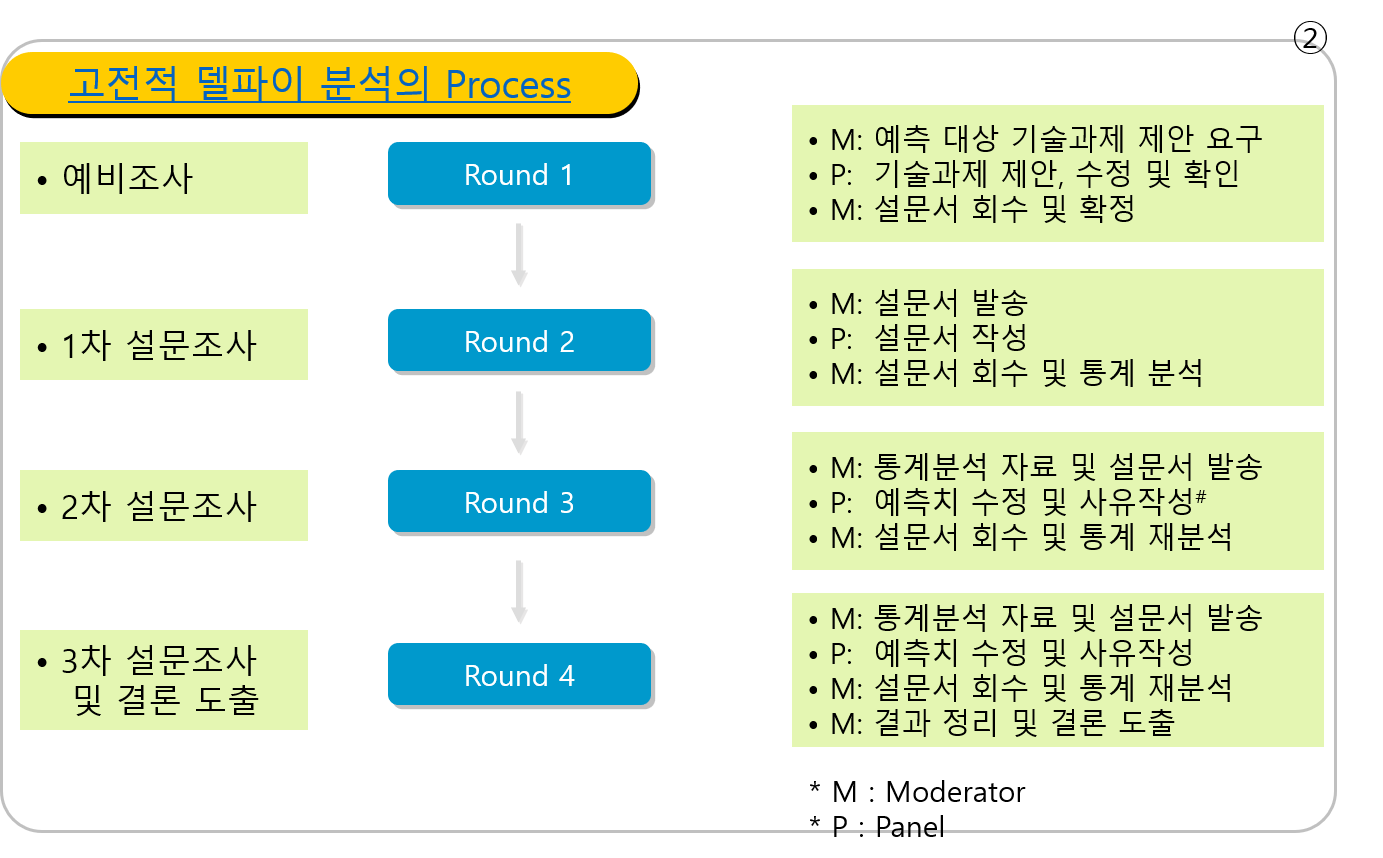 ②
고전적 델파이 분석의 Process
• 예비조사
Round 1
• M: 예측 대상 기술과제 제안 요구
• P: 기술과제 제안, 수정 및 확인
• M: 설문서 회수 및 확정
• 1차 설문조사
Round 2
• M: 설문서 발송
• P: 설문서 작성
• M: 설문서 회수 및 통계 분석
• 2차 설문조사
Round 3
• M: 통계분석 자료 및 설문서 발송
• P: 예측치 수정 및 사유작성#
• M: 설문서 회수 및 통계 재분석
• 3차 설문조사
및 결론 도출
Round 4
• M: 통계분석 자료 및 설문서 발송
• P: 예측치 수정 및 사유작성
• M: 설문서 회수 및 통계 재분석
• M: 결과 정리 및 결론 도출
* M : Moderator
* P : Panel